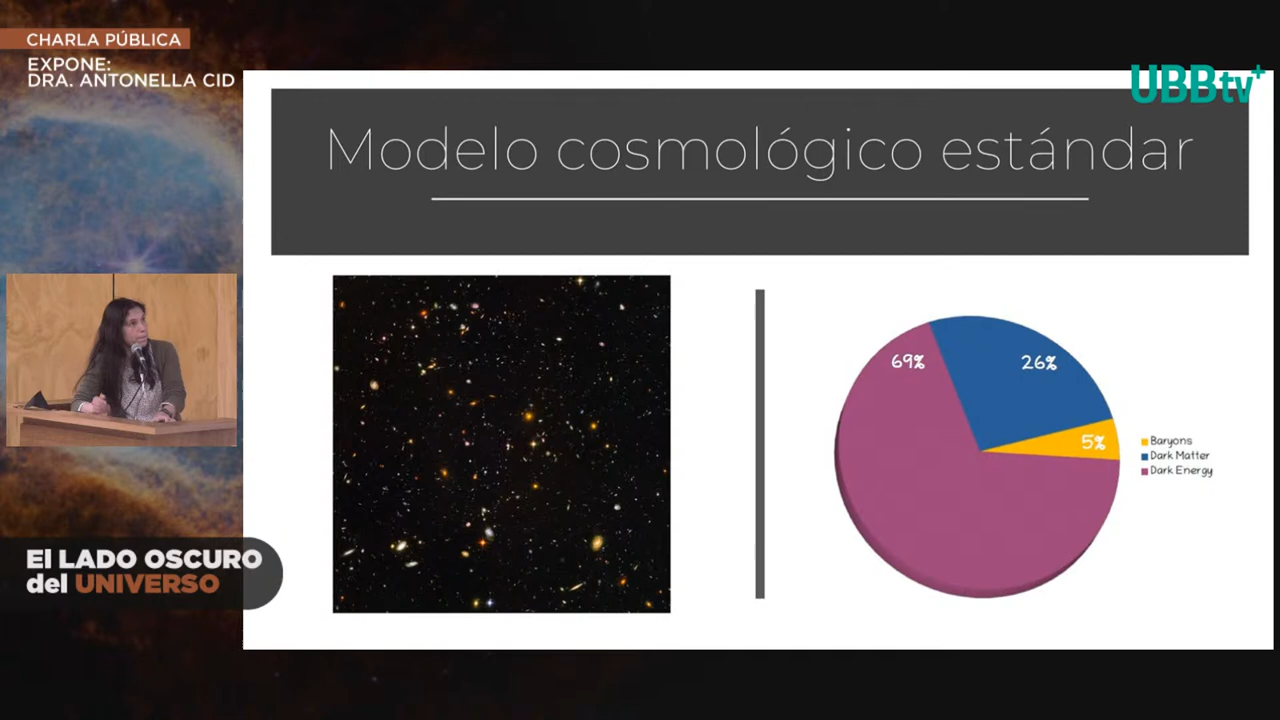 CHARLA PÚBLICA
EXPONE:
DRA. ANTONELLA CID
UBBtv+
Modelo cosmológico estándar
69%
26%
5%
Baryons
Dark Matter
Dark Energy
El LADO OSCURO
del UNIVERSO